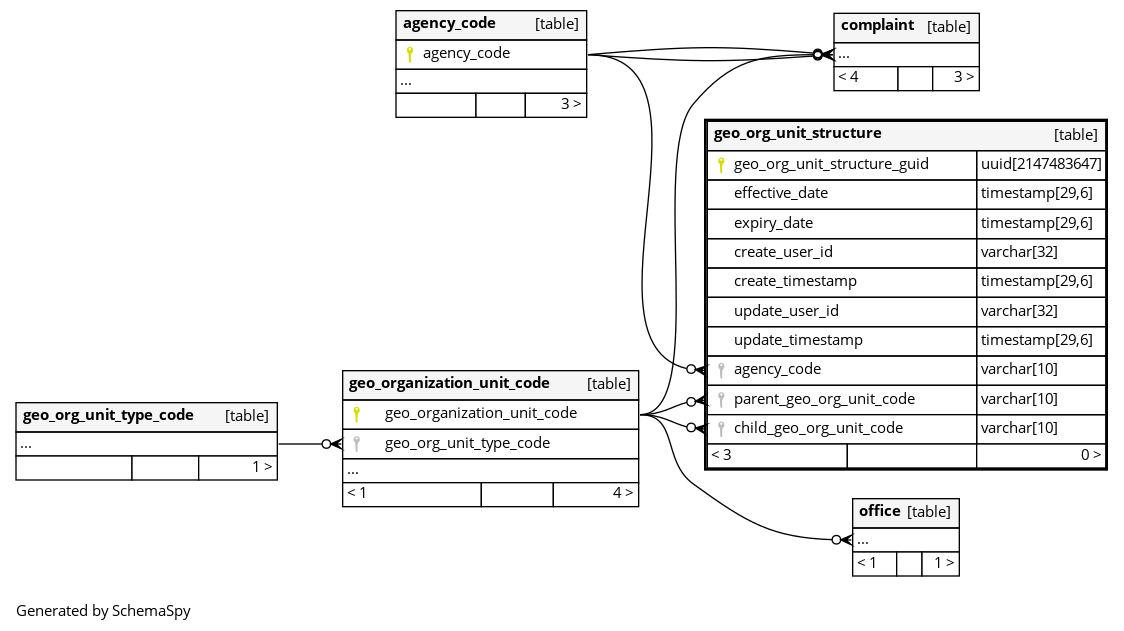 agency_code [table]
agency_code
...
3 >
complaint [table]
...
< 4 3 >
geo_org_unit_structure [table]
geo_org_unit_structure_guid uuid[2147483647]
effective_date timestamp[29,6]
expiry_date timestamp[29,6]
create_user_id varchar[32]
create_timestamp timestamp[29,6]
update_user_id varchar[32]
update_timestamp timestamp[29,6]
agency_code varchar[10]
parent_geo_org_unit_code varchar[10]
child_geo_org_unit_code varchar[10]
< 3 0 >
geo_organization_unit_code [table]
geo_organization_unit_code
geo_org_unit_type_code
...
< 1 4 >
geo_org_unit_type_code [table]
...
1 >
office [table]
...
< 1 1 >
Generated by SchemaSpy